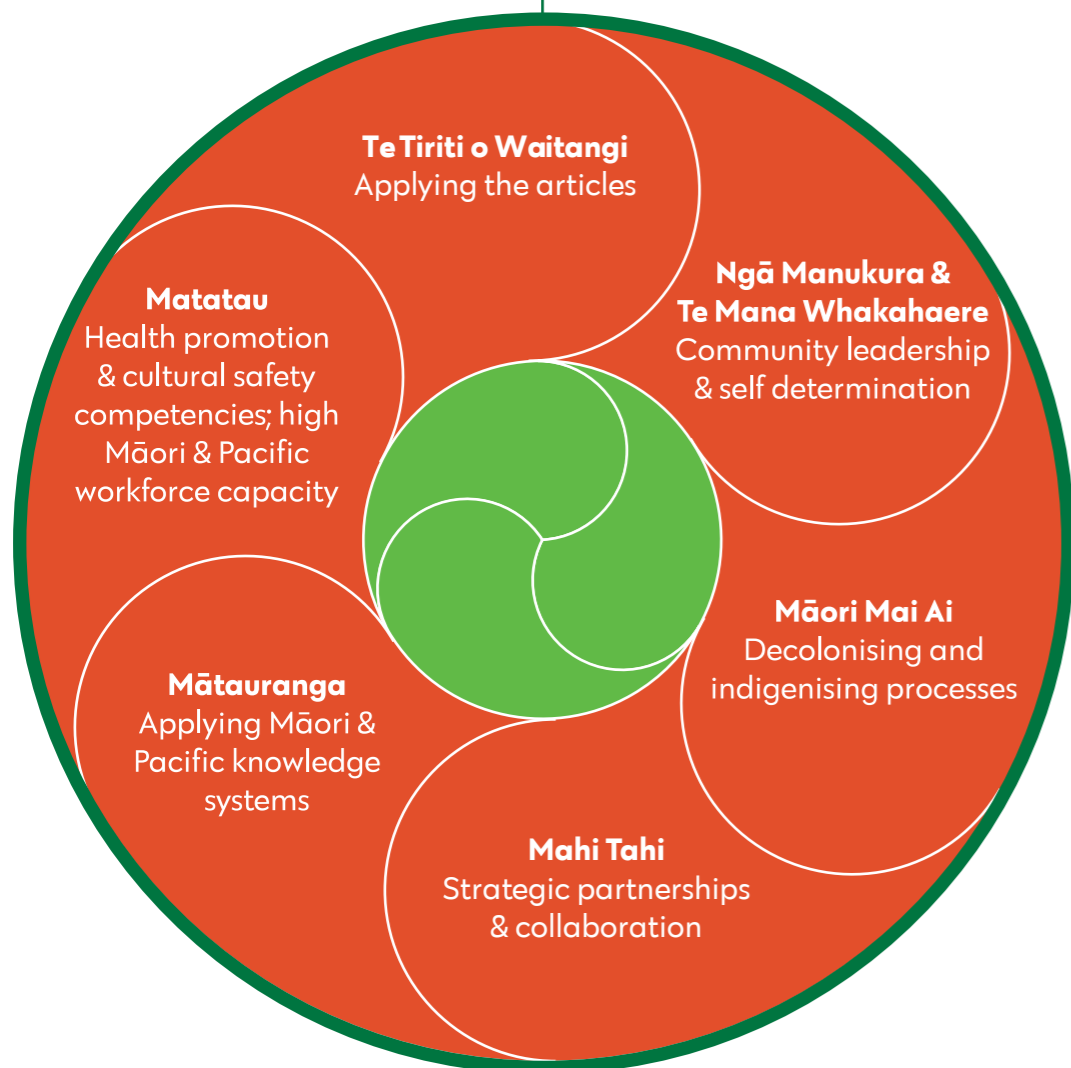 Te Tiriti o Waitangi
Applying the articles
Ngā Manukura &
Te Mana Whakahaere
Community leadership
& self determination
Māori Mai Ai
Decolonising and
indigenising processes
Mahi Tahi
Strategic partnerships
& collaboration
Mātauranga
Applying Māori &
Pacific knowledge
systems
Matatau
Health promotion
& cultural safety
competencies; high
Māori & Pacific
workforce capacity